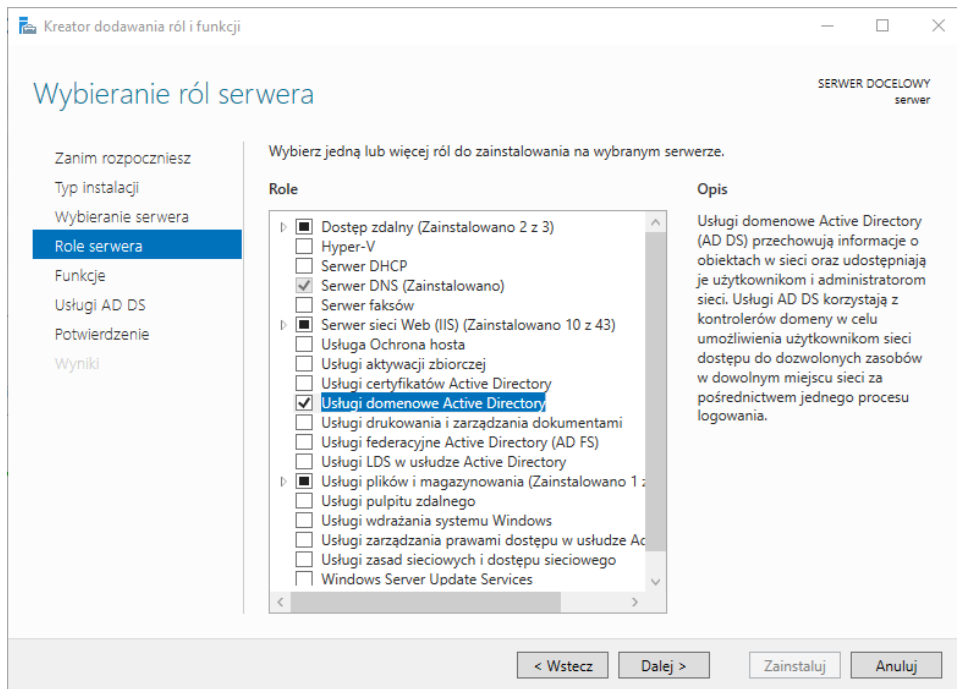 Kreator dodawania ról i funkcji
Wybieranie ról serwera
SERWER DOCELOWY
serwer
Zanim rozpoczniesz
Typ instalacji
Wybieranie serwera
Role serwera
Funkcje
Usługi AD DS
Potwierdzenie
Wyniki
Wybierz jedną lub więcej ról do zainstalowania na wybranym serwerze.
Role
Dostęp zdalny (Zainstalowano 2 z 3)
Hyper-V
Serwer DHCP
Serwer DNS (Zainstalowano)
Serwer faksów
Serwer sieci Web (IIS) (Zainstalowano 10 z 43)
Usługa Ochrona hosta
Usługi aktywacji zbiorczej
Usługi certyfikatów Active Directory
Usługi domenowe Active Directory
Usługi drukowania i zarządzania dokumentami
Usługi federacyjne Active Directory (AD FS)
Usługi LDS w usłudze Active Directory
Usługi plików i magazynowania (Zainstalowano 1 z
Usługi pulpitu zdalnego
Usługi wdrażania systemu Windows
Usługi zarządzania prawami dostępu w usłudze Ac
Usługi zasad sieciowych i dostępu sieciowego
Windows Server Update Services
Opis
Usługi domenowe Active Directory
(AD DS) przechowują informacje o
obiektach w sieci oraz udostępniają
je użytkownikom i administratorom
sieci. Usługi AD DS korzystają z
kontrolerów domeny w celu
umożliwienia użytkownikom sieci
dostępu do dozwolonych zasobów
w dowolnym miejscu sieci za
pośrednictwem jednego procesu
logowania.
< Wstecz
Dalej >
Zainstaluj
Anuluj